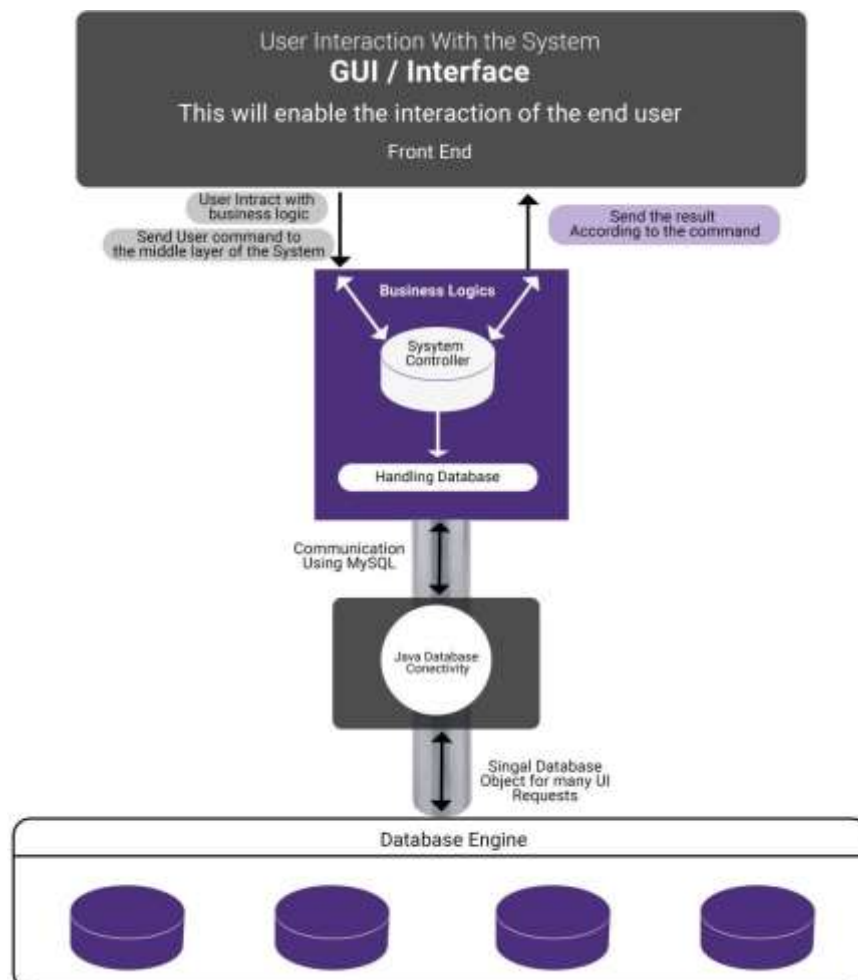 User Interaction With the System
GUI / Interface
This will enable the interaction of the end user
Front End
User Intract with
business logic
Send User command to
the middle layer of the System
Send the result
According to the command
Business Logics
Sysytem
Controller
Handling Database
Communication
Using MySQL
Java Database
Conectivity
Singal Database
Object for many UI
Requests
Database Engine